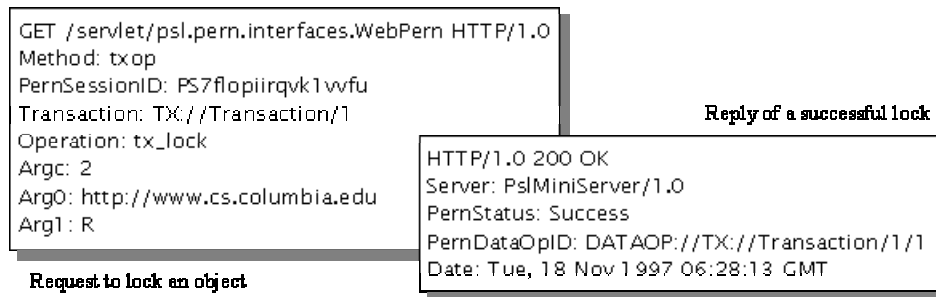 GET /servlet/psl.pern.interfaces.WebPern HTTP/1.0
Method: txop
PernSessionID: PS7flopiirqvk1vvfu
Transaction: TX://Transaction/1
Operation: tx_lock
Argc: 2
Arg0: http://www.cs.columbia.edu
Arg1: R
Request to lock an object
Reply of a successful lock
HTTP/1.0 200 OK
Server: PslMiniServer/1.0
PernStatus: Success
PernDataOpID: DATAOP://TX://Transaction/1/1
Date: Tue, 18 Nov 1997 06:28:13 GMT